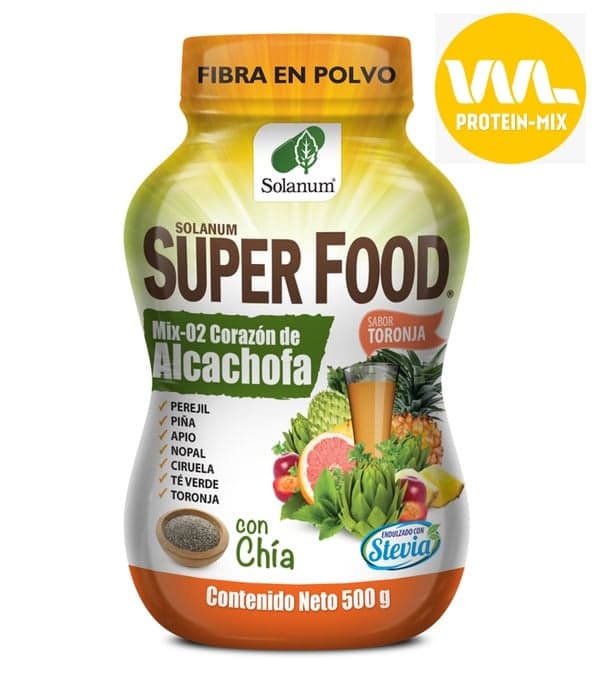 FIBRA EN POLVO
VML
PROTEIN-MIX
Solanum®
SOLANUM
SUPER FOOD®
Mix-02 Corazón de
Alcachofa
SABOR
TORONJA
✓ PEREJIL
✓ PIÑA
✓ APIO
✓ NOPAL
✓ CIRUELA
✓ TÉ VERDE
✓ TORONJA
con
Chía
ENDULZADO CON
Stevia
Contenido Neto 500 g